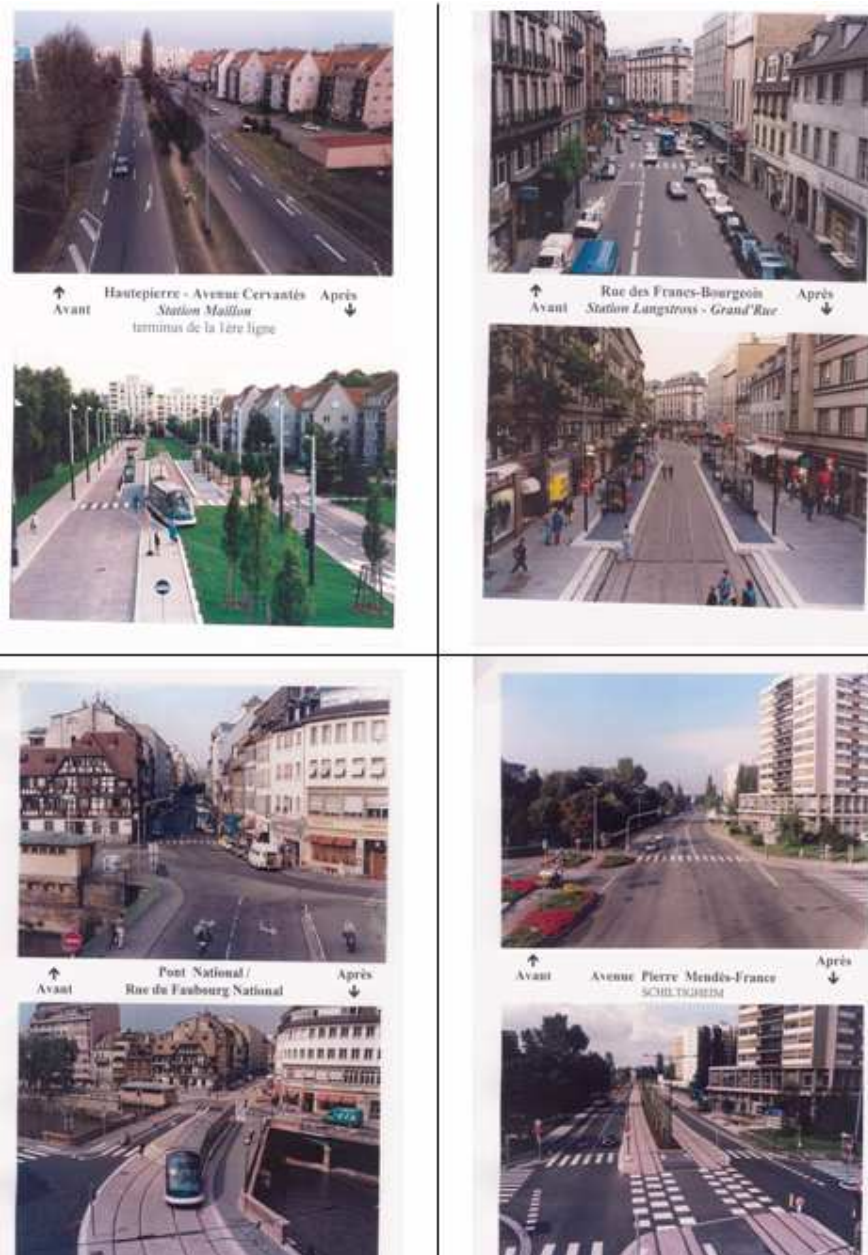 ↑ Avant Hautepierre - Avenue Cervantés Après ↓
Station Maillon
terminus de la 1ère ligne
↑ Avant Rue des Francs-Bourgeois Après ↓
Station Langstross - Grand'Rue
↑ Avant Pont National / Après ↓
Rue du Faubourg National
↑ Avant Avenue Pierre Mendès-France Après ↓
SCHILTIGHEIM